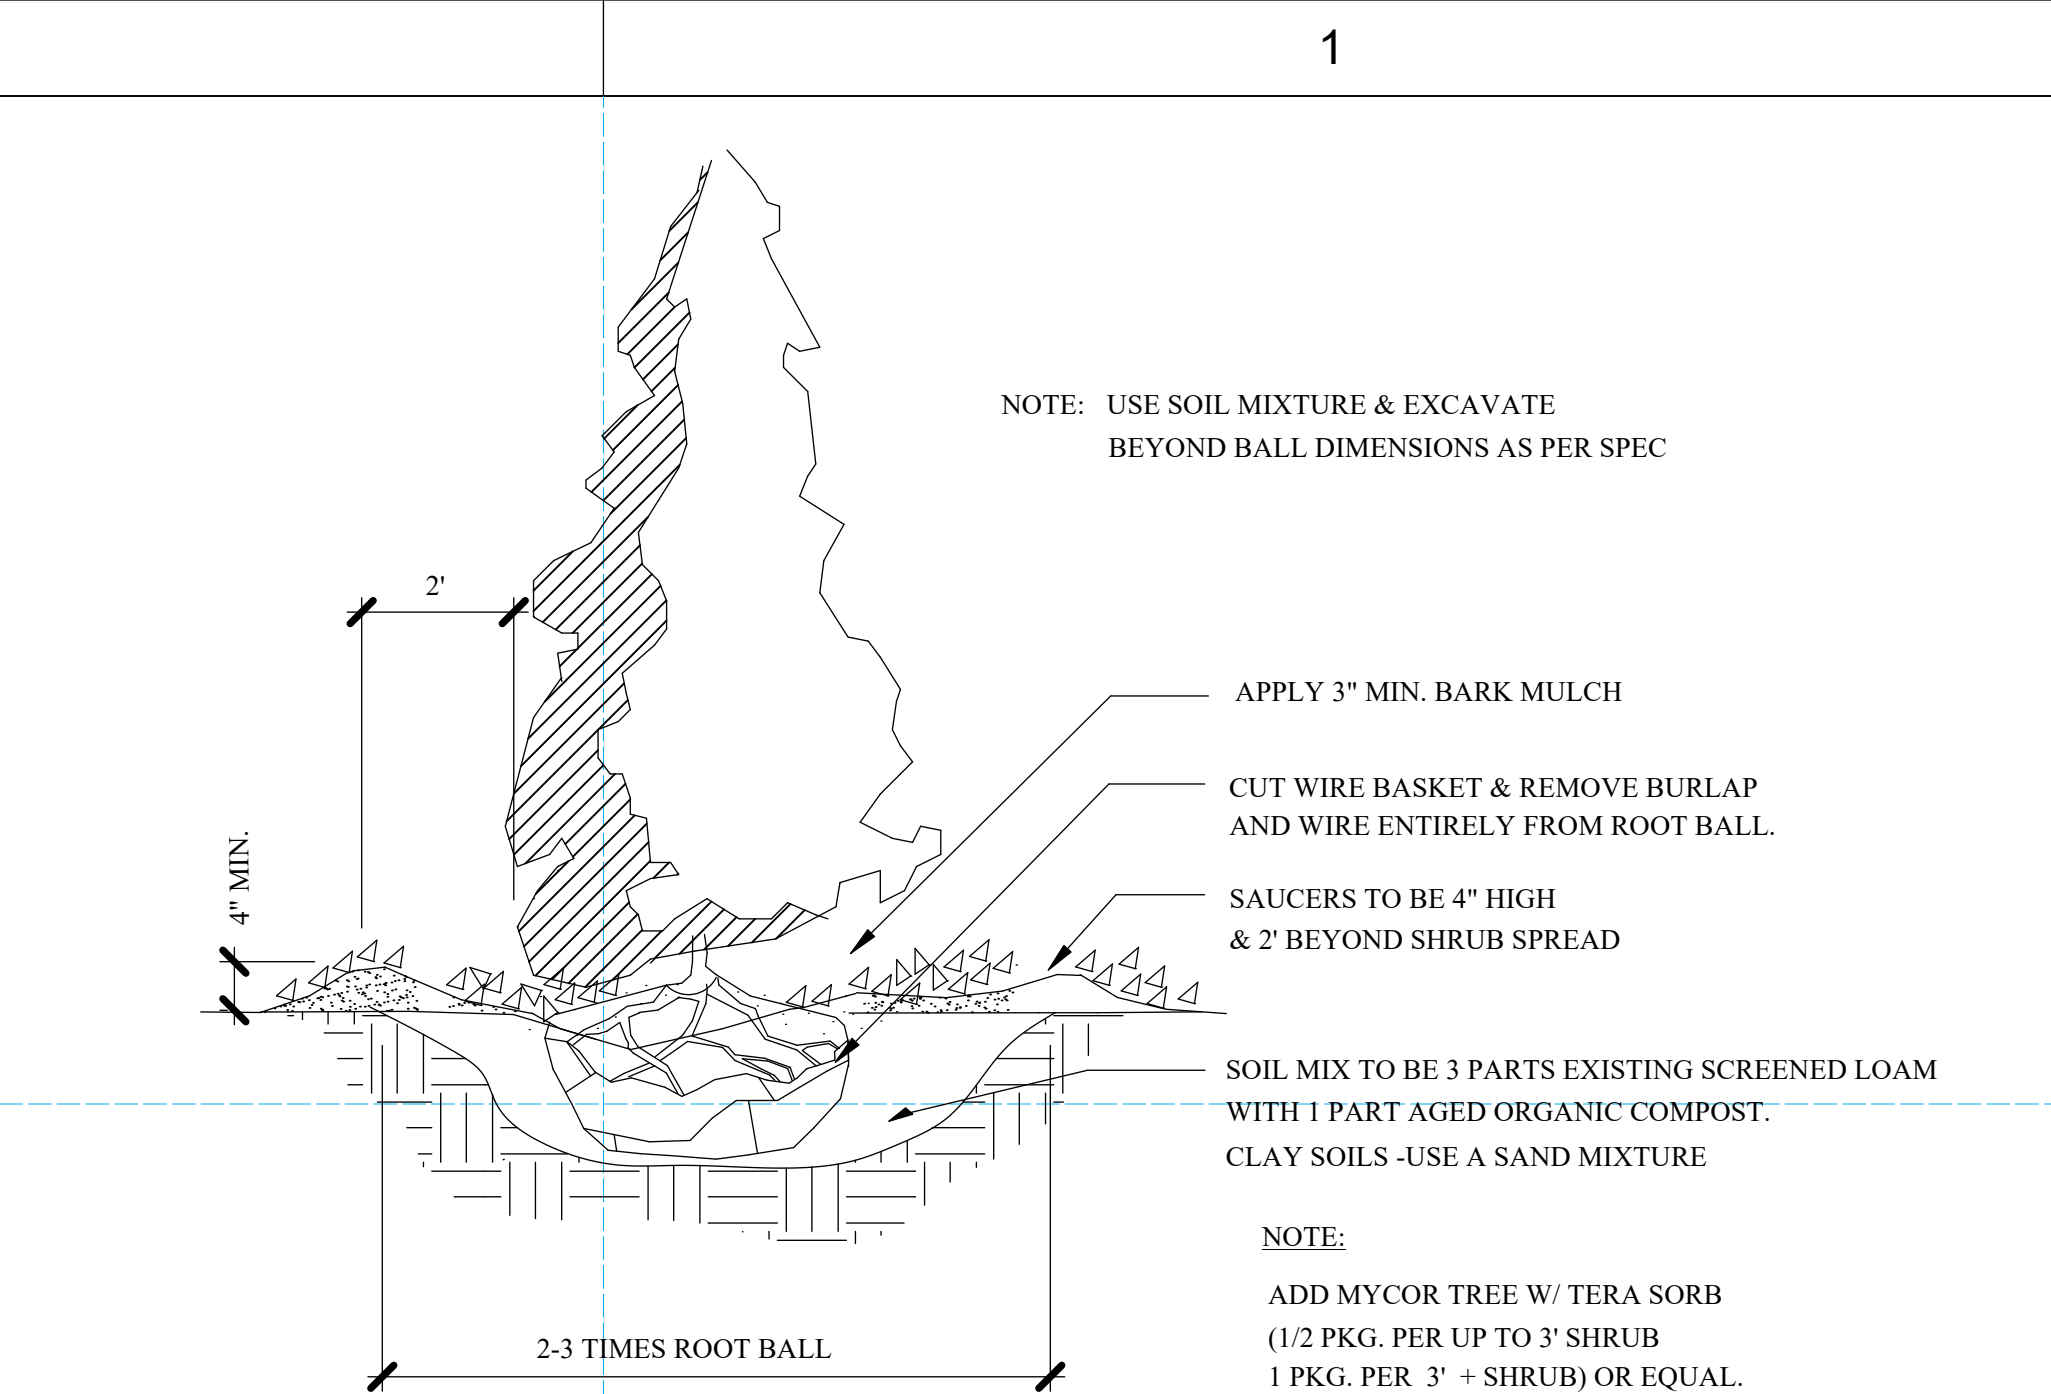 1
NOTE: USE SOIL MIXTURE & EXCAVATE
BEYOND BALL DIMENSIONS AS PER SPEC
2'
APPLY 3" MIN. BARK MULCH
CUT WIRE BASKET & REMOVE BURLAP
AND WIRE ENTIRELY FROM ROOT BALL.
4" MIN.
SAUCERS TO BE 4" HIGH
& 2' BEYOND SHRUB SPREAD
SOIL MIX TO BE 3 PARTS EXISTING SCREENED LOAM
WITH 1 PART AGED ORGANIC COMPOST.
CLAY SOILS -USE A SAND MIXTURE
NOTE:
ADD MYCOR TREE W/ TERA SORB
(1/2 PKG. PER UP TO 3' SHRUB
1 PKG. PER 3' + SHRUB) OR EQUAL.
2-3 TIMES ROOT BALL